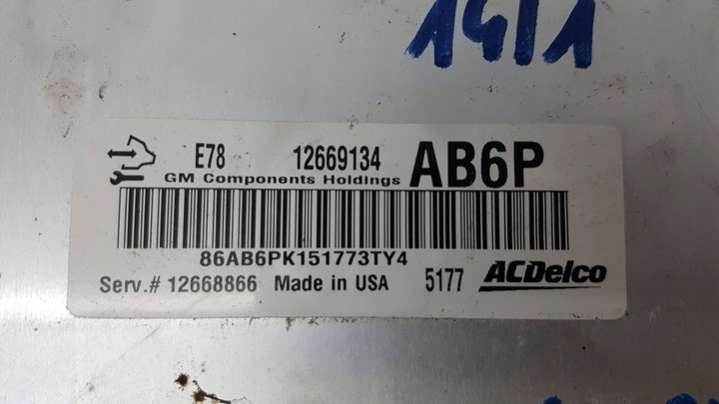 1411
E78 12669134 AB6P
GM Components Holdings
86AB6PK151773TY4
Serv.# 12668866 Made in USA 5177 ACDelco